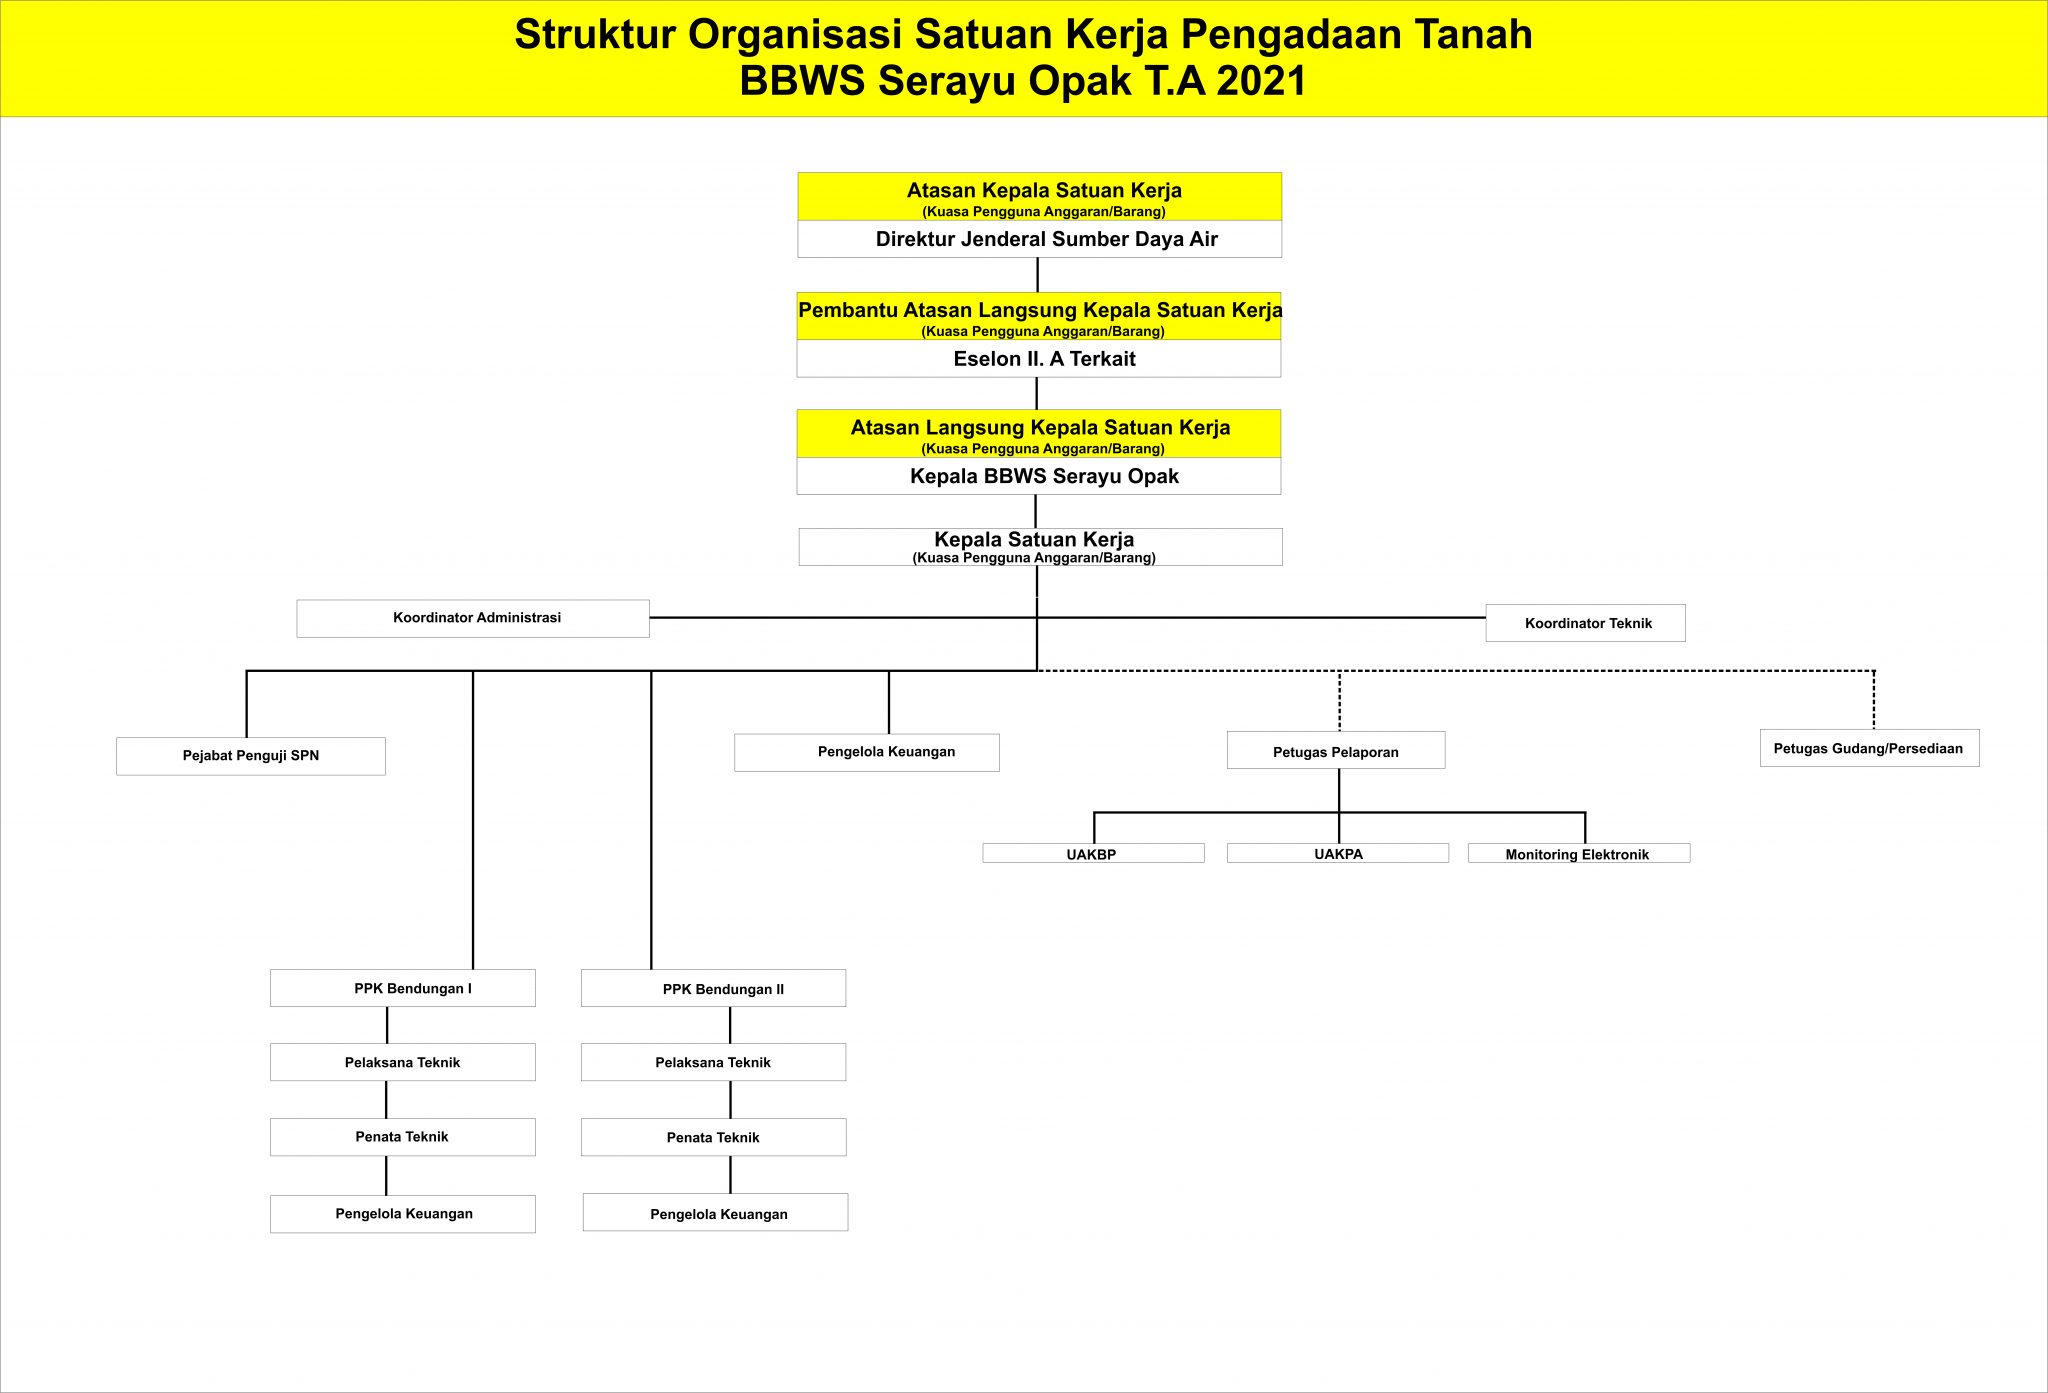 Struktur Organisasi Satuan Kerja Pengadaan Tanah
BBWS Serayu Opak T.A 2021
Atasan Kepala Satuan Kerja
(Kuasa Pengguna Anggaran/Barang)
Direktur Jenderal Sumber Daya Air
Pembantu Atasan Langsung Kepala Satuan Kerja
(Kuasa Pengguna Anggaran/Barang)
Eselon II. A Terkait
Atasan Langsung Kepala Satuan Kerja
(Kuasa Pengguna Anggaran/Barang)
Kepala BBWS Serayu Opak
Kepala Satuan Kerja
(Kuasa Pengguna Anggaran/Barang)
Koordinator Administrasi
Koordinator Teknik
Pejabat Penguji SPN
Pengelola Keuangan
Petugas Pelaporan
Petugas Gudang/Persediaan
UAKBP
UAKPA
Monitoring Elektronik
PPK Bendungan I
PPK Bendungan II
Pelaksana Teknik
Pelaksana Teknik
Penata Teknik
Penata Teknik
Pengelola Keuangan
Pengelola Keuangan